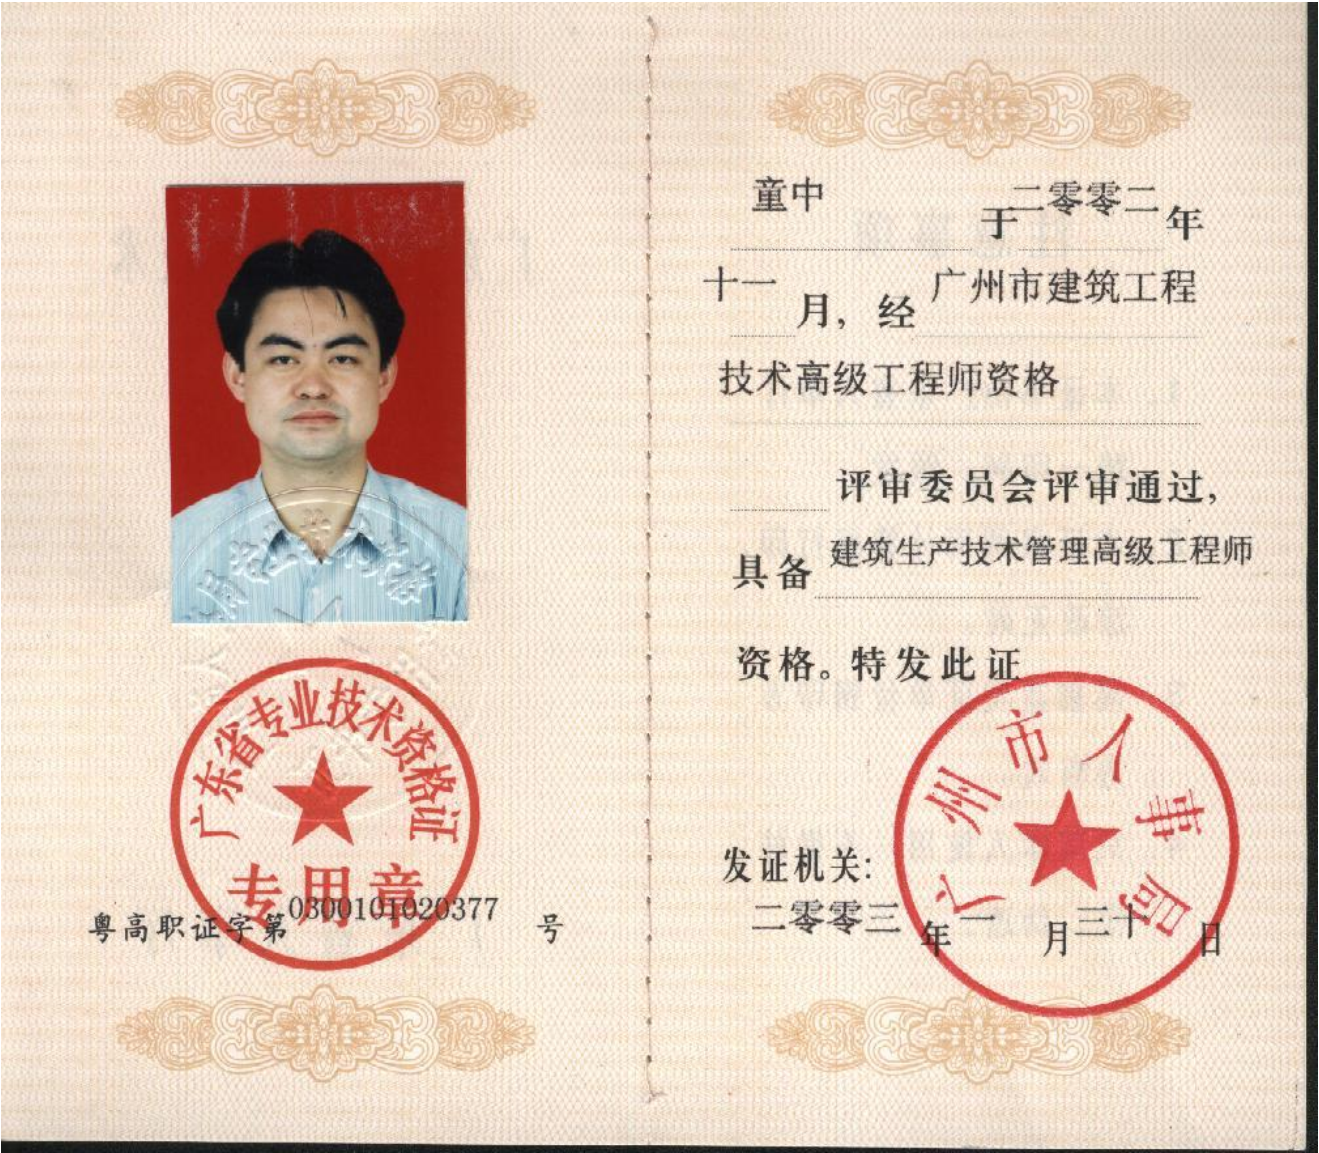 广东省专业技术资格证
专用章
粤高职证字第0300101020377号
童中于二零零二年
十一月，经广州市建筑工程
技术高级工程师资格
评审委员会评审通过，
具备建筑生产技术管理高级工程师
资格。特发此证
广州市人事局
发证机关：
二零零三年一月三十日